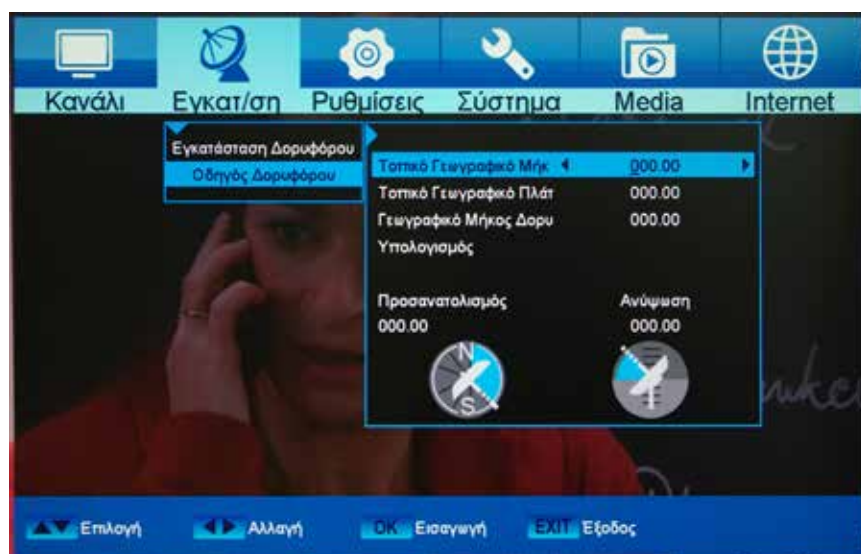 Κανάλι Εγκατ/ση Ρυθμίσεις Σύστημα Media Internet
Εγκατάσταση Δορυφόρου
Οδηγός Δορυφόρου
Τοπικό Γεωγραφικό Μήκ 000.00
Τοπικό Γεωγραφικό Πλάτ 000.00
Γεωγραφικό Μήκος Δορυ 000.00
Υπολογισμός
Προσανατολισμός Ανύψωση
000.00 000.00
N
S
Επιλογή Αλλαγή OK Εισαγωγή EXIT Έξοδος